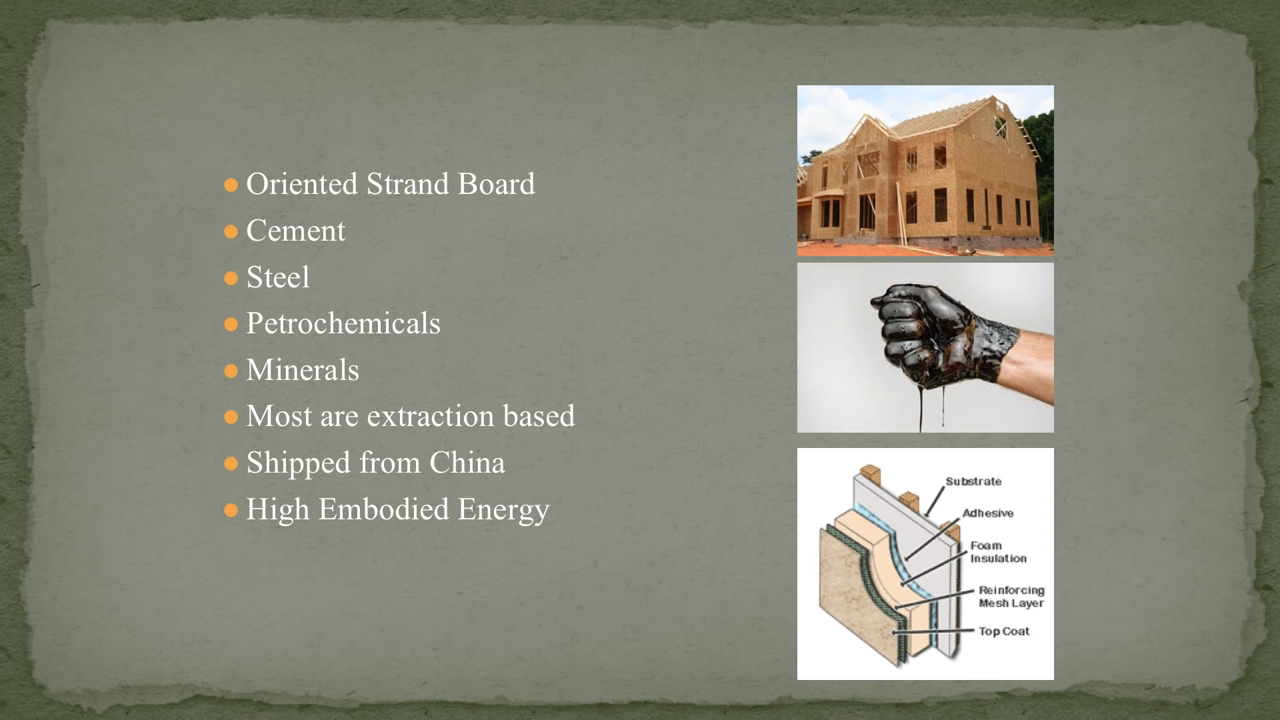 Oriented Strand Board
Cement
Steel
Petrochemicals
Minerals
Most are extraction based
Shipped from China
High Embodied Energy
Substrate
Adhesive
Foam
Insulation
Reinforcing
Mesh Layer
Top Coat